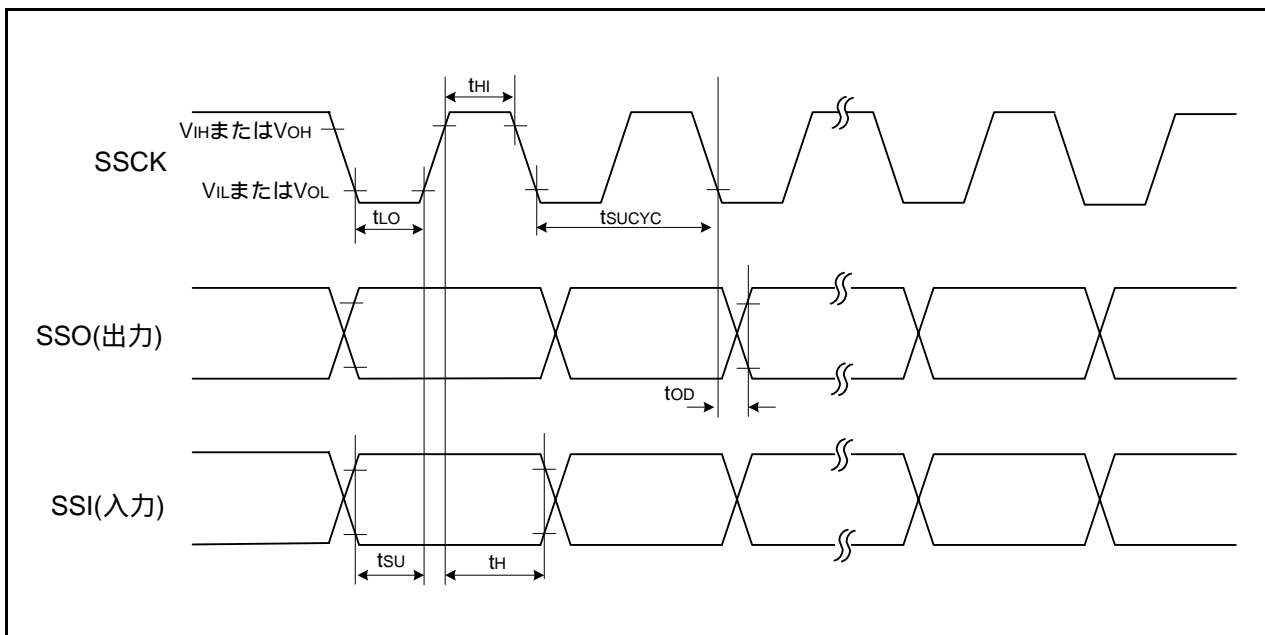 tHI
VIHまたはVOH
SSCK
VILまたはVOL
tLO
tSUCYC
SSO(出力)
tOD
SSI(入力)
tSU
tH